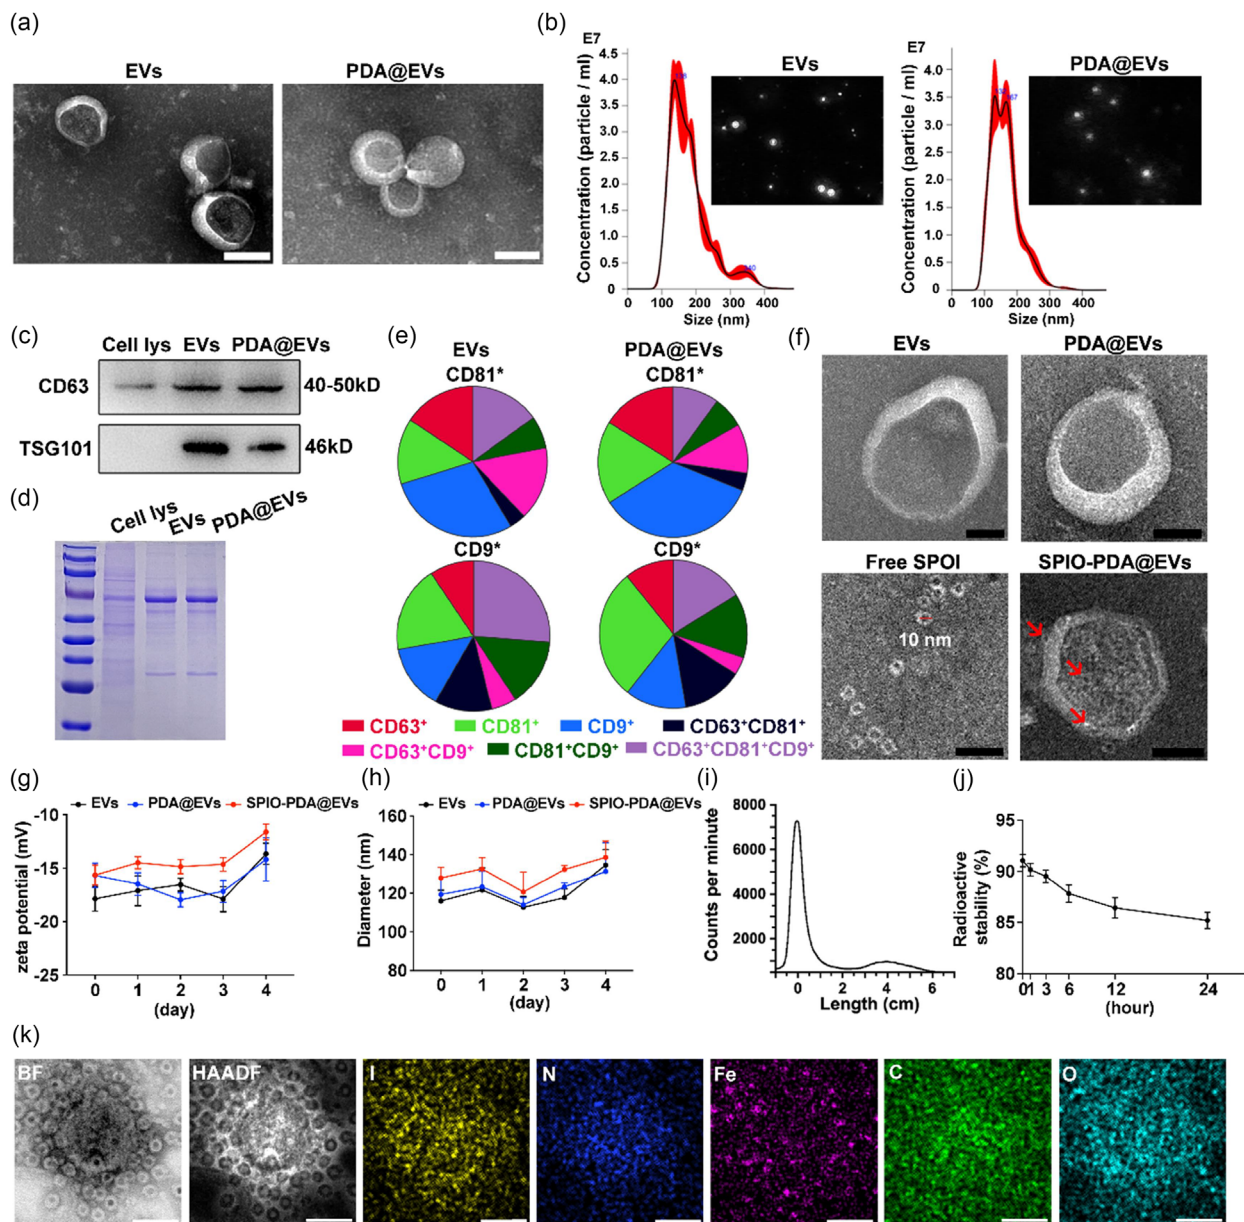 (a)
EVs
PDA@EVs
(b)
E7
Concentration (particle / ml)
4.5
4.0
3.5
3.0
2.5
2.0
1.5
1.0
0.5
0
0 100 200 300 400
Size (nm)
EVs
340
E7
Concentration (particle / ml)
4.0
3.5
3.0
2.5
2.0
1.5
1.0
0.5
0
0 100 200 300 400
Size (nm)
PDA@EVs
(c)
Cell lys EVs PDA@EVs
CD63 40-50kD
TSG101 46kD
(d)
Cell lys EVs PDA@EVs
(e)
EVs
CD81*
PDA@EVs
CD81*
CD9*
CD9*
CD63⁺ CD81⁺ CD9⁺ CD63⁺CD81⁺
CD63⁺CD9⁺ CD81⁺CD9⁺ CD63⁺CD81⁺CD9⁺
(f)
EVs
PDA@EVs
Free SPOI
10 nm
SPIO-PDA@EVs
(g)
EVs PDA@EVs SPIO-PDA@EVs
zeta potential (mV)
-10
-15
-20
-25
0 1 2 3 4
(day)
(h)
EVs PDA@EVs SPIO-PDA@EVs
Diameter (nm)
160
140
120
100
80
0 1 2 3 4
(day)
(i)
Counts per minute
8000
7200
5600
4000
2400
500
0 2 4 6
Length (cm)
(j)
Radioactive
stability (%)
95
90
85
80
0 1 3 6 12 24
(hour)
(k)
BF
HAADF
I
N
Fe
C
O